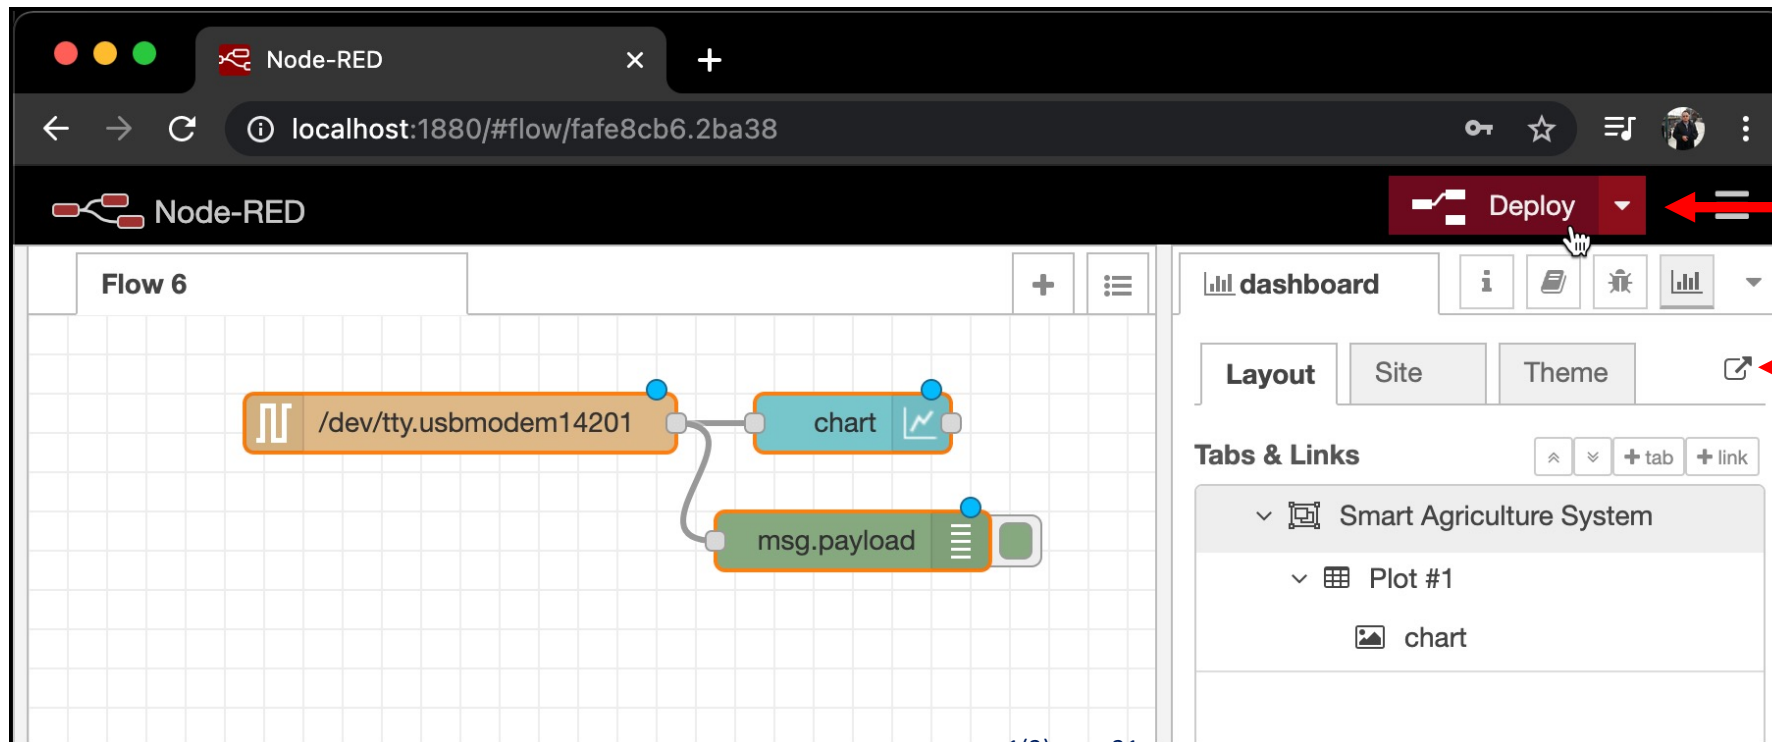 Node-RED
localhost:1880/#flow/fafe8cb6.2ba38
Node-RED
Deploy
Flow 6
dashboard
Layout
Site
Theme
/dev/tty.usbmodem14201
chart
msg.payload
Tabs & Links
tab
link
Smart Agriculture System
Plot #1
chart